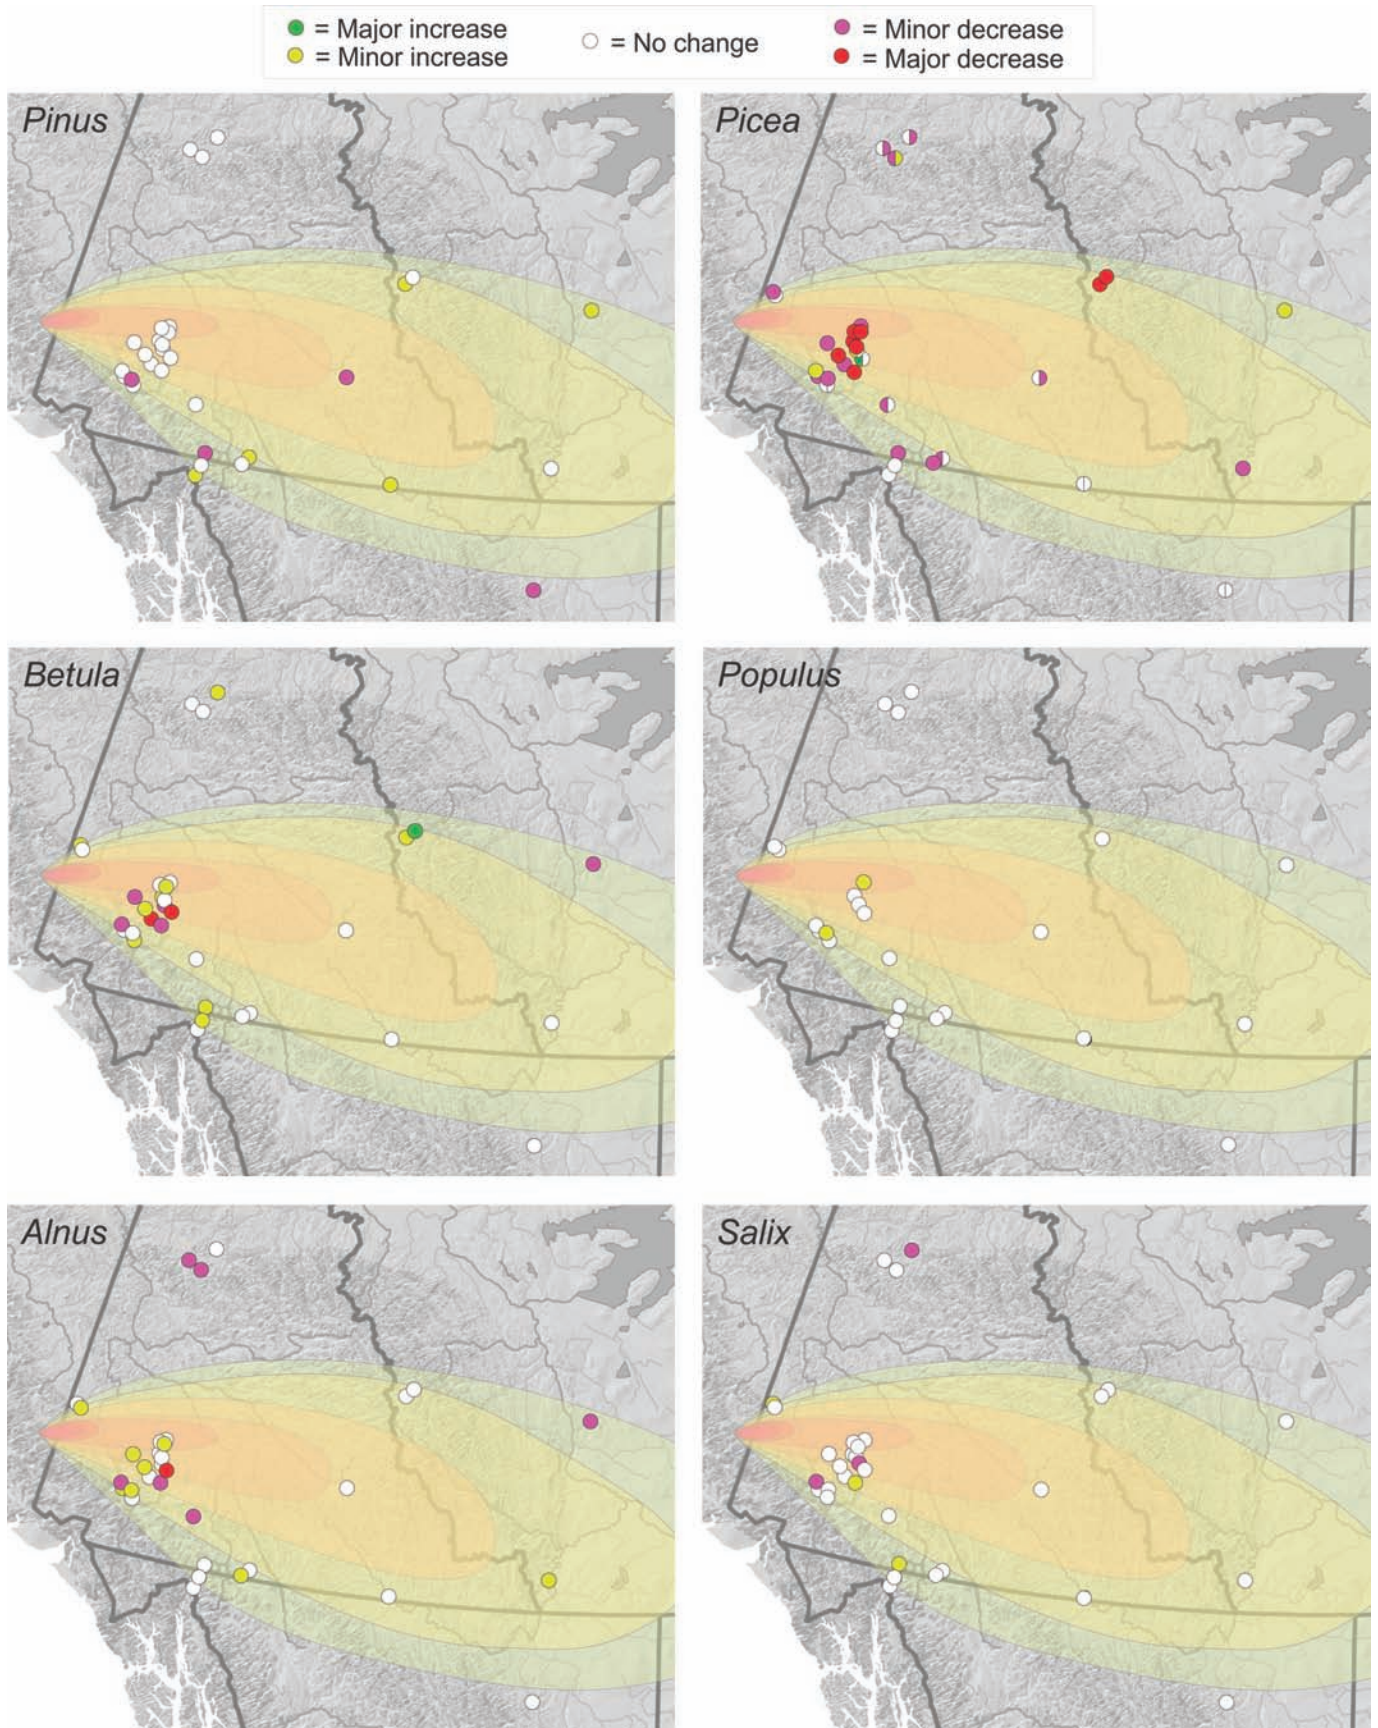 = Major increase
= Minor increase
= No change
= Minor decrease
= Major decrease
Pinus
Picea
Betula
Populus
Alnus
Salix